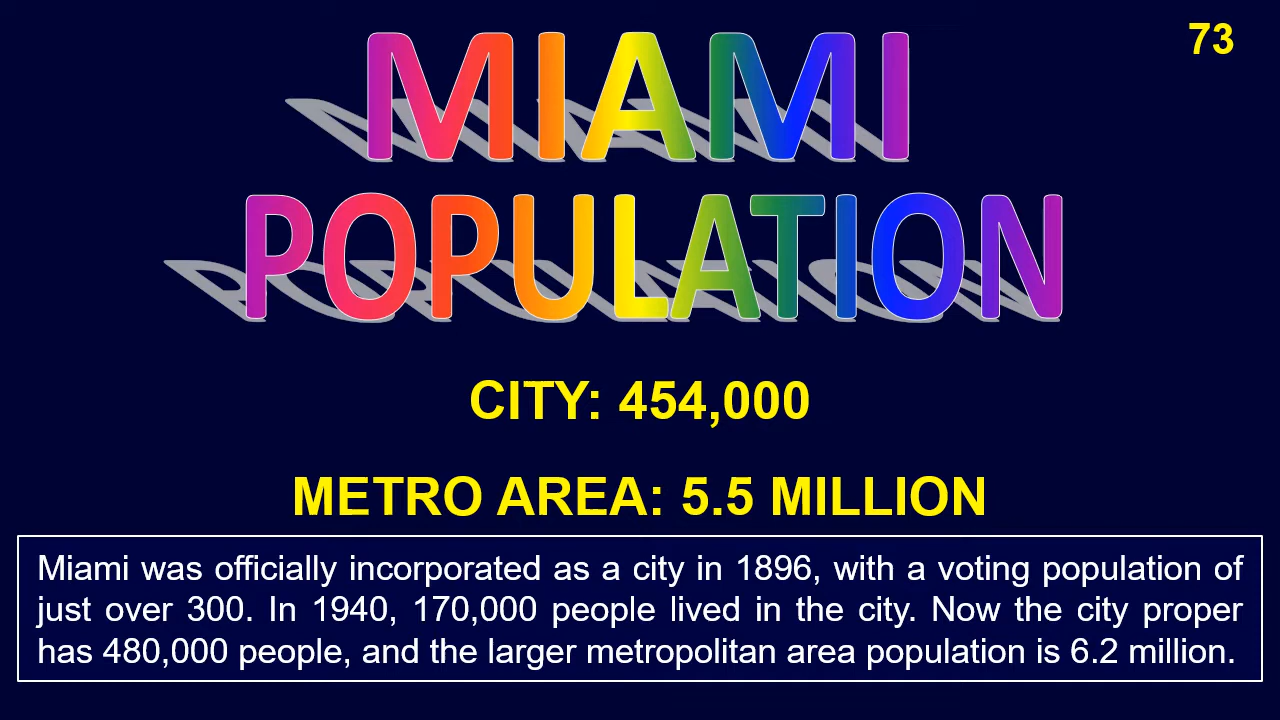 73
MIAMI
POPULATION
CITY: 454,000
METRO AREA: 5.5 MILLION
Miami was officially incorporated as a city in 1896, with a voting population of
just over 300. In 1940, 170,000 people lived in the city. Now the city proper
has 480,000 people, and the larger metropolitan area population is 6.2 million.